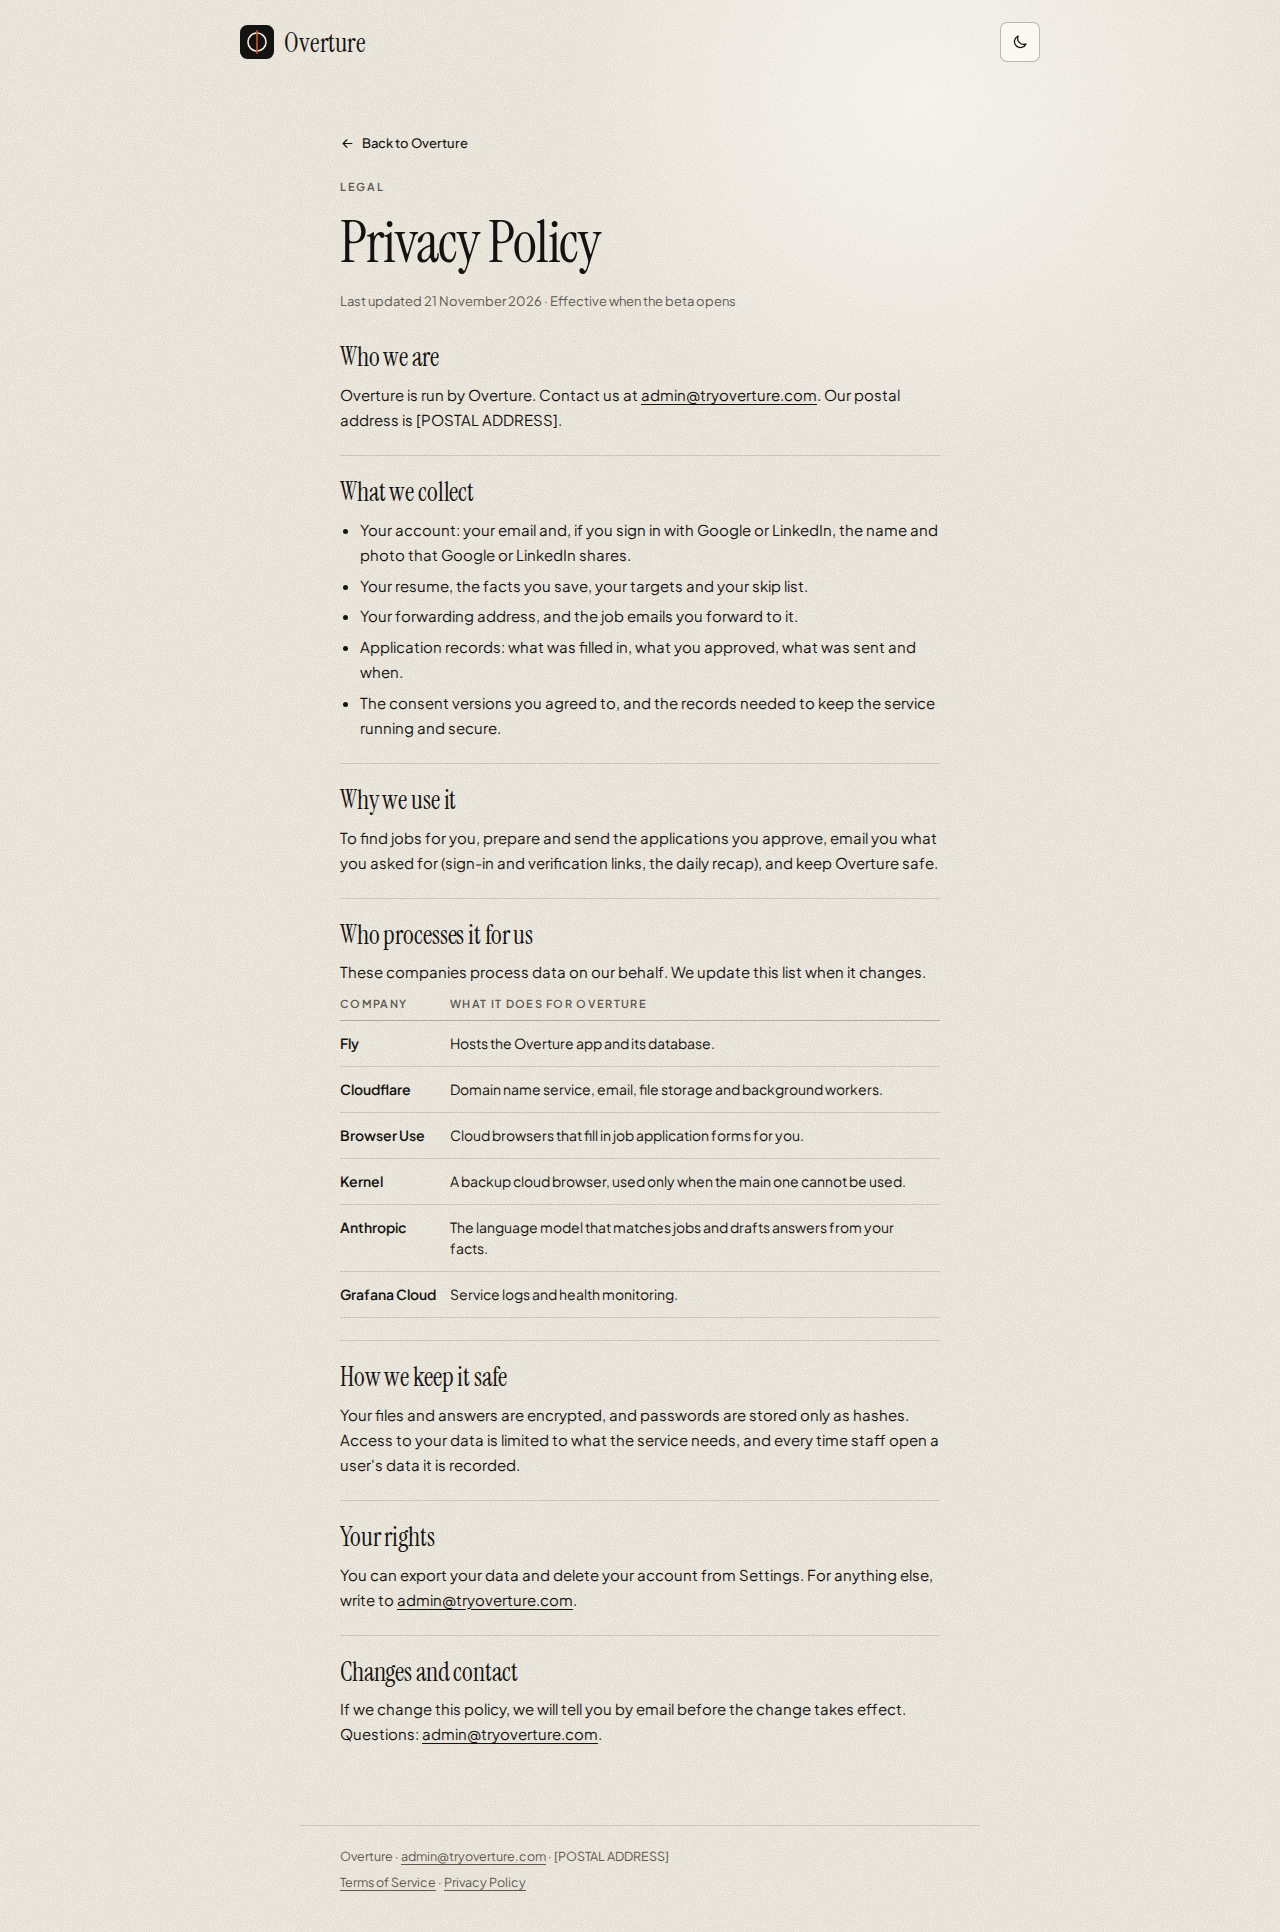 Overture
Back to Overture
LEGAL
Privacy Policy
Last updated 21 November 2026 · Effective when the beta opens
Who we are
Overture is run by Overture. Contact us at admin@tryoverture.com. Our postal
address is [POSTAL ADDRESS].
What we collect
• Your account: your email and, if you sign in with Google or LinkedIn, the name and
photo that Google or LinkedIn shares.
• Your resume, the facts you save, your targets and your skip list.
• Your forwarding address, and the job emails you forward to it.
• Application records: what was filled in, what you approved, what was sent and
when.
• The consent versions you agreed to, and the records needed to keep the service
running and secure.
Why we use it
To find jobs for you, prepare and send the applications you approve, email you what
you asked for (sign-in and verification links, the daily recap), and keep Overture safe.
Who processes it for us
These companies process data on our behalf. We update this list when it changes.
COMPANY WHAT IT DOES FOR OVERTURE
Fly Hosts the Overture app and its database.
Cloudflare Domain name service, email, file storage and background workers.
Browser Use Cloud browsers that fill in job application forms for you.
Kernel A backup cloud browser, used only when the main one cannot be used.
Anthropic The language model that matches jobs and drafts answers from your
facts.
Grafana Cloud Service logs and health monitoring.
How we keep it safe
Your files and answers are encrypted, and passwords are stored only as hashes.
Access to your data is limited to what the service needs, and every time staff open a
user's data it is recorded.
Your rights
You can export your data and delete your account from Settings. For anything else,
write to admin@tryoverture.com.
Changes and contact
If we change this policy, we will tell you by email before the change takes effect.
Questions: admin@tryoverture.com.
Overture · admin@tryoverture.com · [POSTAL ADDRESS]
Terms of Service · Privacy Policy